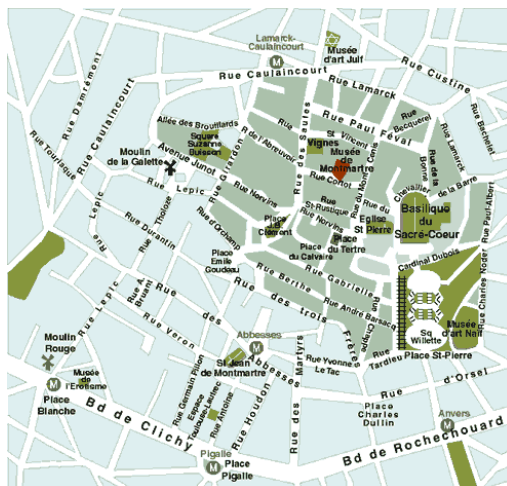 Lamarck-
Caulaincourt
M
Musée
d'art Juif
Rue Custine
Rue Caulaincourt
Rue Lamarck
Rue Damrémont
Rue Caulaincourt
Rue Tourlaque
Allée des Brouillards
Square
Suzanne
Buisson
Avenue Junot
R de l'Abreuvoir
Rue des Saules
Rue
St
Vincent
Rue Paul Féval
Rue
Becquerel
Rue Bachelet
Lamarck
Vignes
Musée
de
Montmartre
Rue Cortot
Rue du Mont Cenis
Rue de la
Bonne
Chevalier
de la Barre
Rue du
Moulin
de la Galette
Rue Lepic
Rue Tholozé
Rue Norvins
Rue
St-Rustique
Rue Norvins
Place
Clément
Place
du Tertre
Place
du Calvaire
Eglise
St Pierre
Basilique
du
Sacré-Coeur
Rue Paul-Albert
Rue d'Orchamp
Place
Emile
Goudeau
Rue Durantin
Lepic
Rue A.
Bruant
Rue Lepic
Rue Veron
Rue des
Abbesses
Rue Berthe
Rue Gabrielle
Rue des trois
Frères
Rue André Barsacq
Rue Chappe
Cardinal Dubois
Rue Charles Nodier
Sq
Willette
Musée
d'art Naïf
Rue
Tardieu
Place St-Pierre
Abbesses
M
St Jean
de Montmartre
Rue des Martyrs
Rue Yvonne
Le Tac
Rue
d'Orsel
Moulin
Rouge
Musée
de
l'Erotisme
M
Place
Blanche
Rue Germain Pilon
Espace
Toulouse-Lautrec
Rue Antoine
Rue Houdon
Place
Charles
Dullin
Anvers
M
Bd de Clichy
Pigalle
M
Place
Pigalle
Bd de Rochechouard